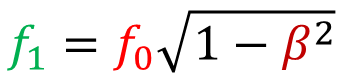 f₁ = f₀√1 − β²